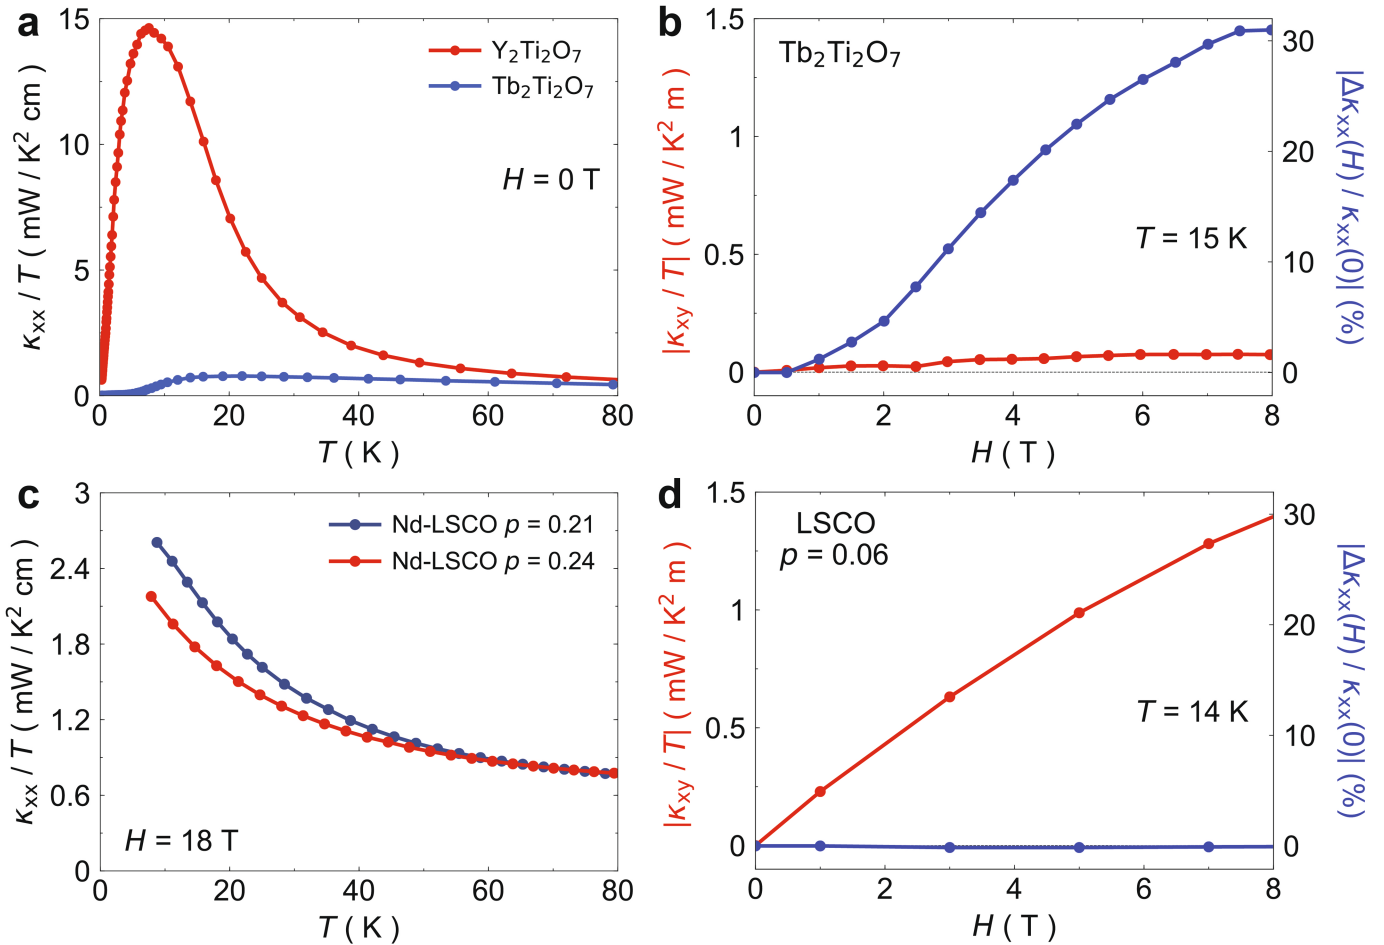 a
15
10
5
0
0
20
40
60
80
κxx / T ( mW / K² cm )
T ( K )
Y₂Ti₂O₇
Tb₂Ti₂O₇
H = 0 T
b
1.5
1
0.5
0
0
2
4
6
8
30
20
10
0
|κxy / T| ( mW / K² m )
|Δκxx(H) / κxx(0)| (%)
H ( T )
Tb₂Ti₂O₇
T = 15 K
c
3
2.4
1.8
1.2
0.6
0
0
20
40
60
80
κxx / T ( mW / K² cm )
T ( K )
Nd-LSCO p = 0.21
Nd-LSCO p = 0.24
H = 18 T
d
1.5
1
0.5
0
0
2
4
6
8
30
20
10
0
|κxy / T| ( mW / K² m )
|Δκxx(H) / κxx(0)| (%)
H ( T )
LSCO
p = 0.06
T = 14 K